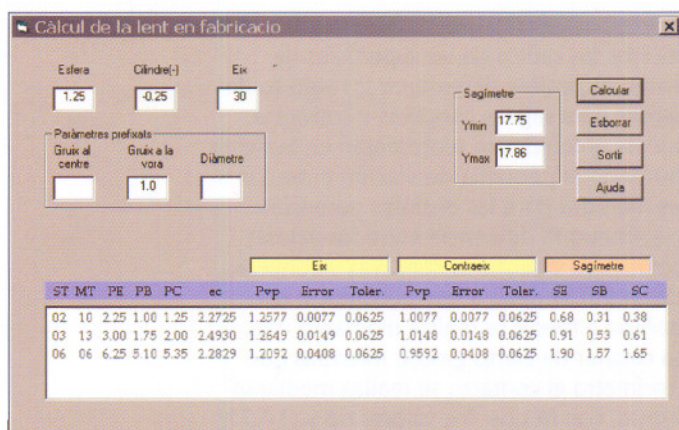 Càlcul de la lent en fabricacio
Esfera Cilindre(-) Eix
1.25 -0.25 30
Paràmetres prefixats
Gruix al centre Gruix a la vora Diàmetre
1.0
Sagímetre
Ymin 17.75
Ymax 17.86
Calcular
Esborrar
Sortir
Ajuda
Eix Contraeix Sagímetre
ST MT PE PB PC ec Pvp Error Toler. Pvp Error Toler. SE SB SC
02 10 2.25 1.00 1.25 2.2725 1.2577 0.0077 0.0625 1.0077 0.0077 0.0625 0.68 0.31 0.38
03 13 3.00 1.75 2.00 2.4930 1.2649 0.0149 0.0625 1.0148 0.0148 0.0625 0.91 0.53 0.61
06 06 6.25 5.10 5.35 2.2829 1.2092 0.0408 0.0625 0.9592 0.0408 0.0625 1.90 1.57 1.65